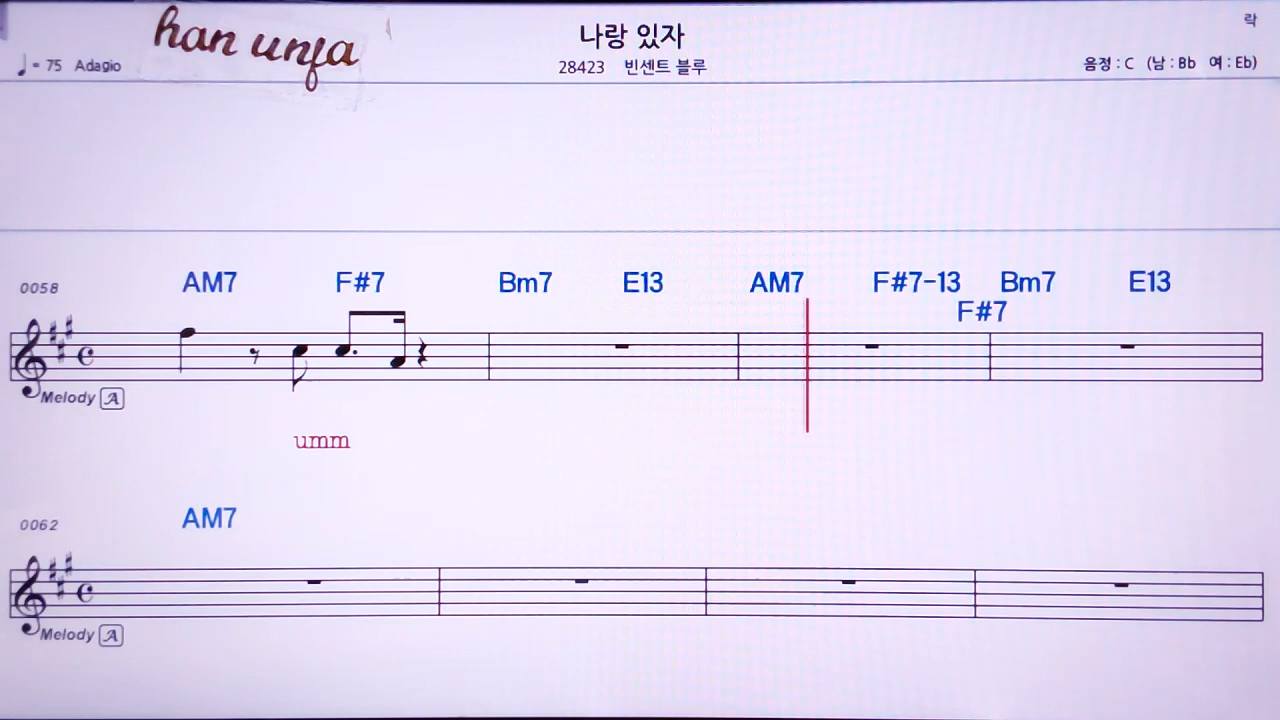 han unja
나랑 있자
락
♩ = 75 Adagio
28423 빈센트 블루
음정 : C (남 : Bb 여 : Eb)
0058
AM7 F#7 Bm7 E13 AM7 F#7-13 Bm7 E13
F#7
Melody A
umm
0062
AM7
Melody A